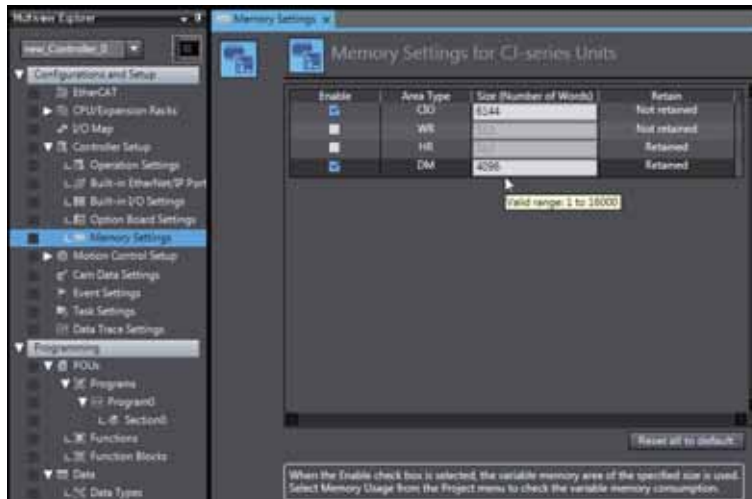 Multiview Explorer
new_Controller_0
Configurations and Setup
EtherCAT
CPU/Expansion Racks
I/O Map
Controller Setup
Operation Settings
Built-in EtherNet/IP Port
Built-in I/O Settings
Option Board Settings
Memory Settings
Motion Control Setup
Cam Data Settings
Event Settings
Task Settings
Data Trace Settings
Programming
POUs
Programs
Program0
Section0
Functions
Function Blocks
Data
Data Types
Memory Settings
Memory Settings for CJ-series Units
Enable Area Type Size (Number of Words) Retain
CIO 6144 Not retained
WR 512 Not retained
HR 512 Retained
DM 4096 Retained
Valid range: 1 to 16000
Reset all to default.
When the Enable check box is selected, the variable memory area of the specified size is used.
Select Memory Usage from the Project menu to check the variable memory consumption.